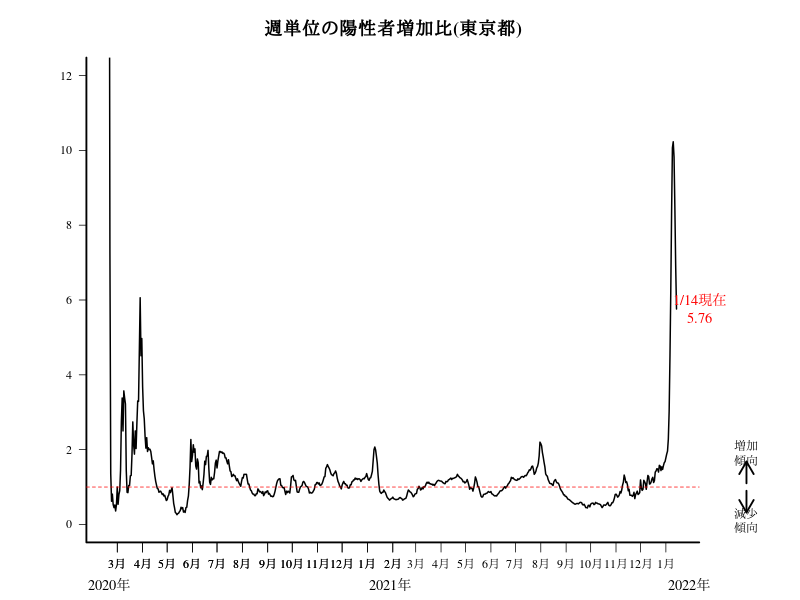 週単位の陽性者増加比(東京都)
12
10
8
6
4
2
0
1/14現在
5.76
増加
傾向
減少
傾向
3月 4月 5月 6月 7月 8月 9月 10月 11月 12月 1月 2月 3月 4月 5月 6月 7月 8月 9月 10月 11月 12月 1月
2020年 2021年 2022年